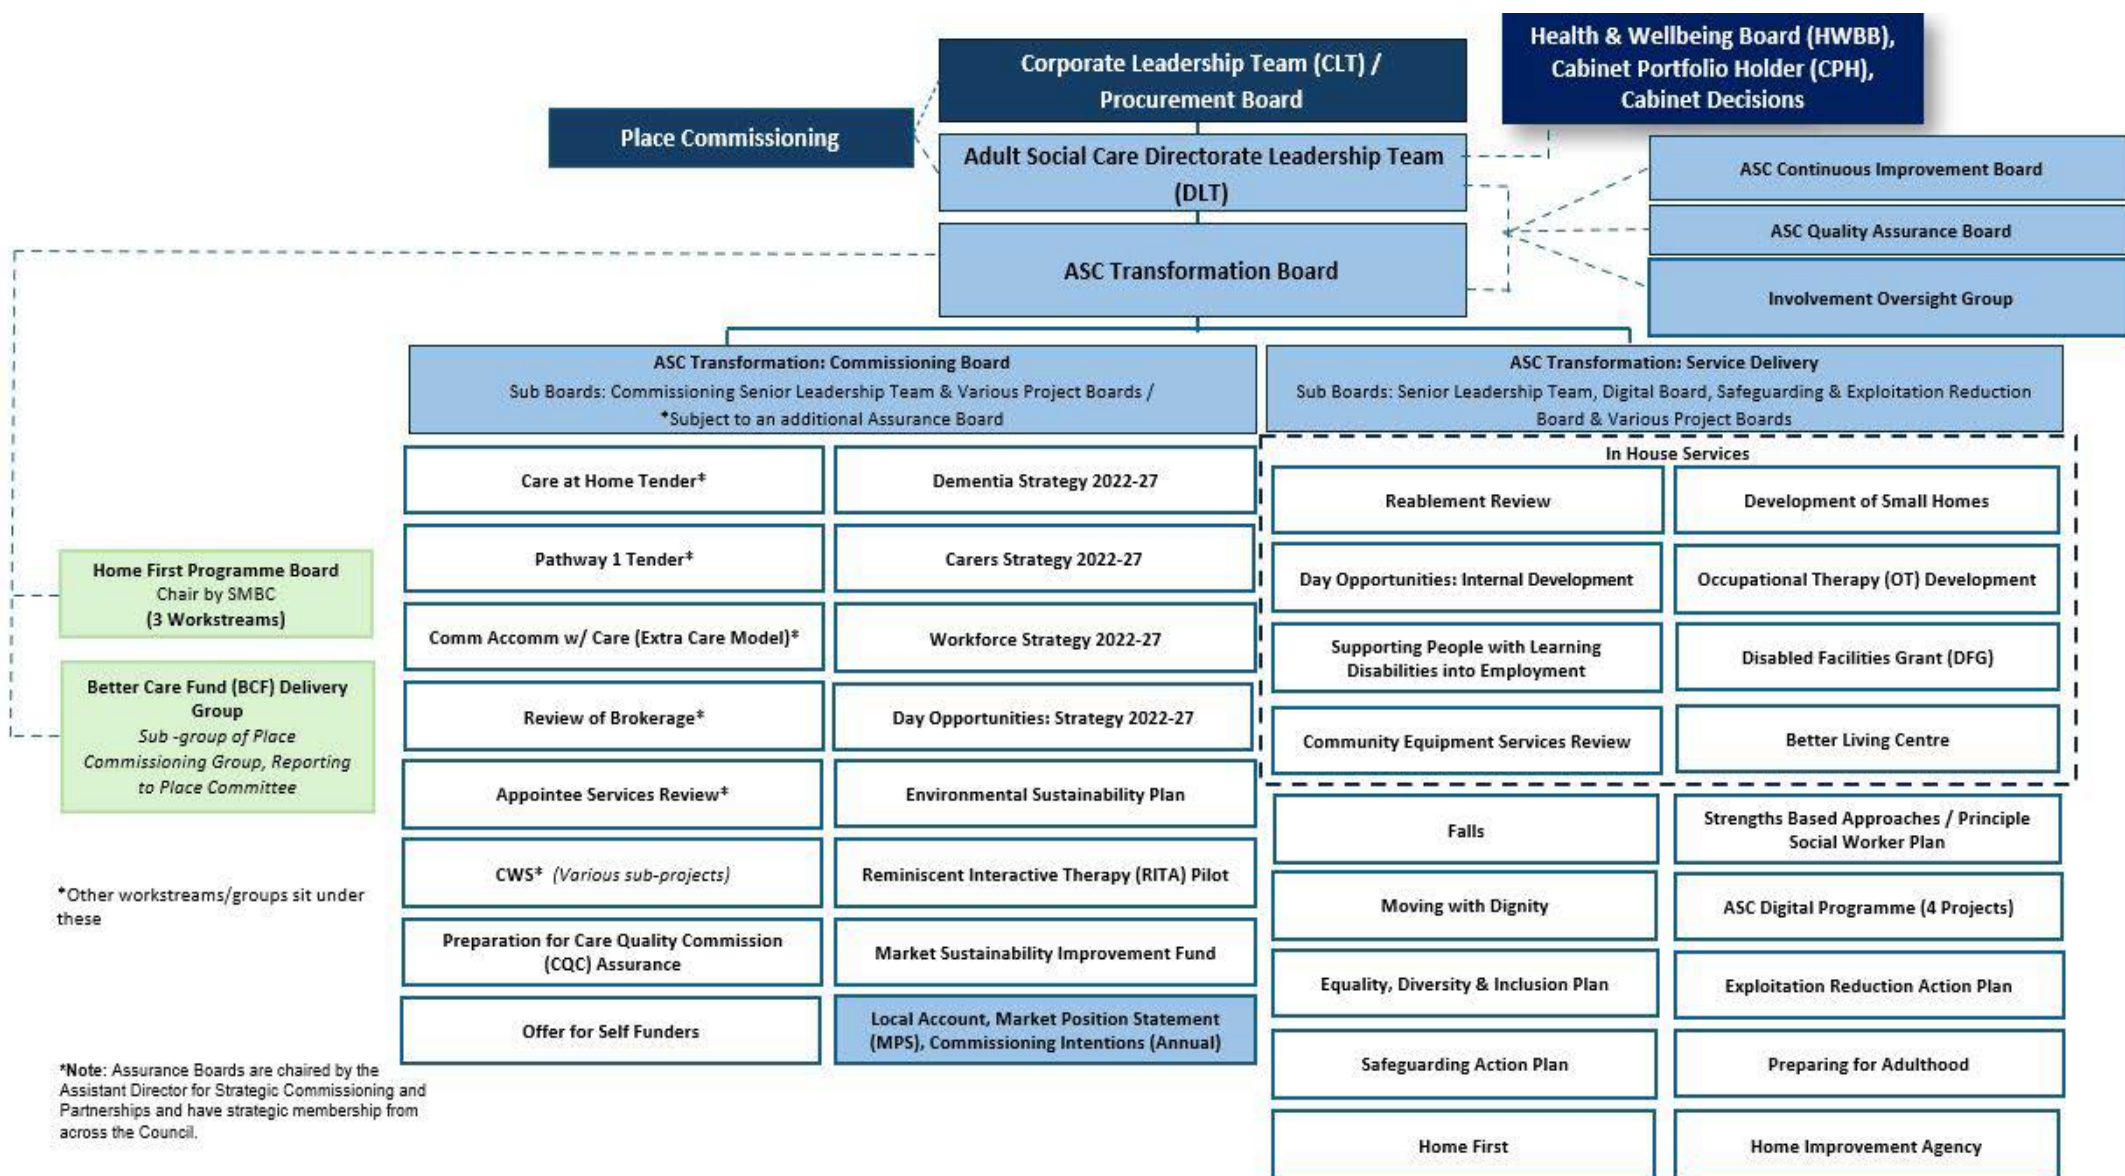 Health & Wellbeing Board (HWBB),
Cabinet Portfolio Holder (CPH),
Cabinet Decisions
Corporate Leadership Team (CLT) /
Procurement Board
Place Commissioning
Adult Social Care Directorate Leadership Team
(DLT)
ASC Continuous Improvement Board
ASC Quality Assurance Board
ASC Transformation Board
Involvement Oversight Group
ASC Transformation: Commissioning Board
Sub Boards: Commissioning Senior Leadership Team & Various Project Boards /
*Subject to an additional Assurance Board
Care at Home Tender*
Dementia Strategy 2022-27
Pathway 1 Tender*
Carers Strategy 2022-27
Comm Accomm w/ Care (Extra Care Model)*
Workforce Strategy 2022-27
Review of Brokerage*
Day Opportunities: Strategy 2022-27
Appointee Services Review*
Environmental Sustainability Plan
CWS* (Various sub-projects)
Reminiscent Interactive Therapy (RITA) Pilot
Preparation for Care Quality Commission
(CQC) Assurance
Market Sustainability Improvement Fund
Offer for Self Funders
Local Account, Market Position Statement
(MPS), Commissioning Intentions (Annual)
ASC Transformation: Service Delivery
Sub Boards: Senior Leadership Team, Digital Board, Safeguarding & Exploitation Reduction
Board & Various Project Boards
In House Services
Reablement Review
Development of Small Homes
Day Opportunities: Internal Development
Occupational Therapy (OT) Development
Supporting People with Learning
Disabilities into Employment
Disabled Facilities Grant (DFG)
Community Equipment Services Review
Better Living Centre
Falls
Strengths Based Approaches / Principle
Social Worker Plan
Moving with Dignity
ASC Digital Programme (4 Projects)
Equality, Diversity & Inclusion Plan
Exploitation Reduction Action Plan
Safeguarding Action Plan
Preparing for Adulthood
Home First
Home Improvement Agency
Home First Programme Board
Chair by SMBC
(3 Workstreams)
Better Care Fund (BCF) Delivery
Group
Sub -group of Place
Commissioning Group, Reporting
to Place Committee
*Other workstreams/groups sit under
these
*Note: Assurance Boards are chaired by the
Assistant Director for Strategic Commissioning and
Partnerships and have strategic membership from
across the Council.